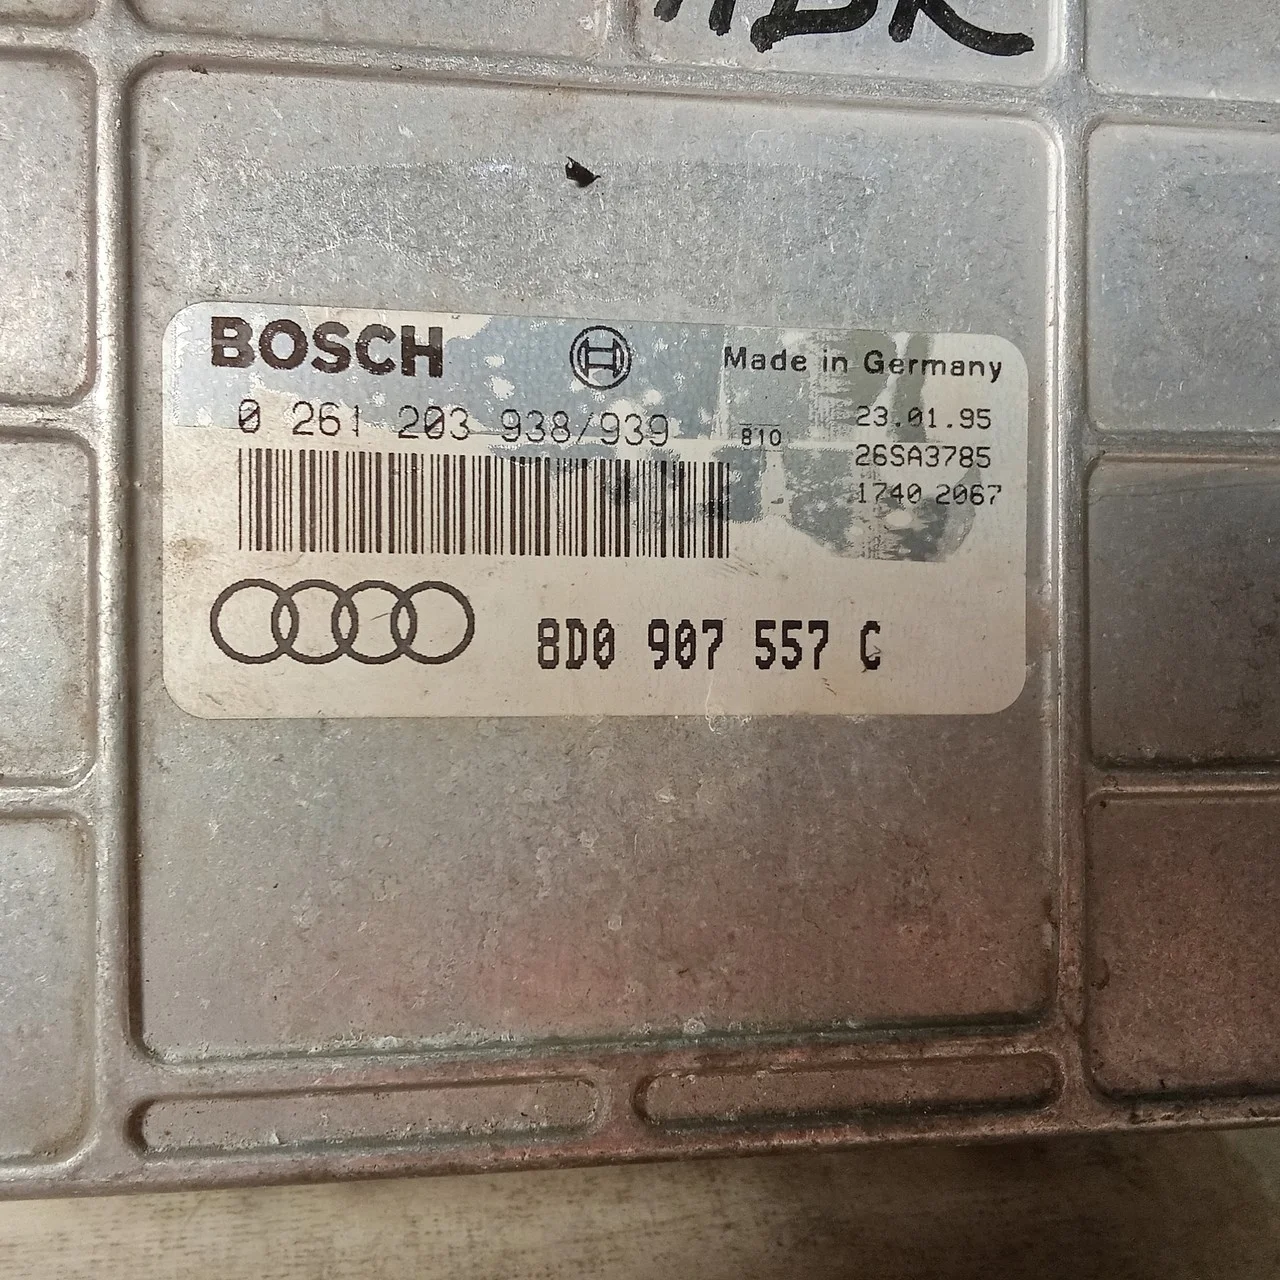 ADR
BOSCH
Made in Germany
0 261 203 938/939
810
23.01.95
26SA3785
1740 2067
8D0 907 557 C